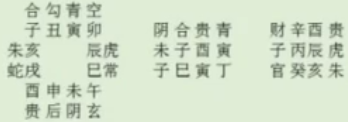 合勾青空
子丑寅卯 阴合贵青 财辛酉贵
朱亥 辰虎 未子酉寅 子丙辰虎
蛇戌 巳常 子巳寅丁 官癸亥朱
酉申未午
贵后阴玄